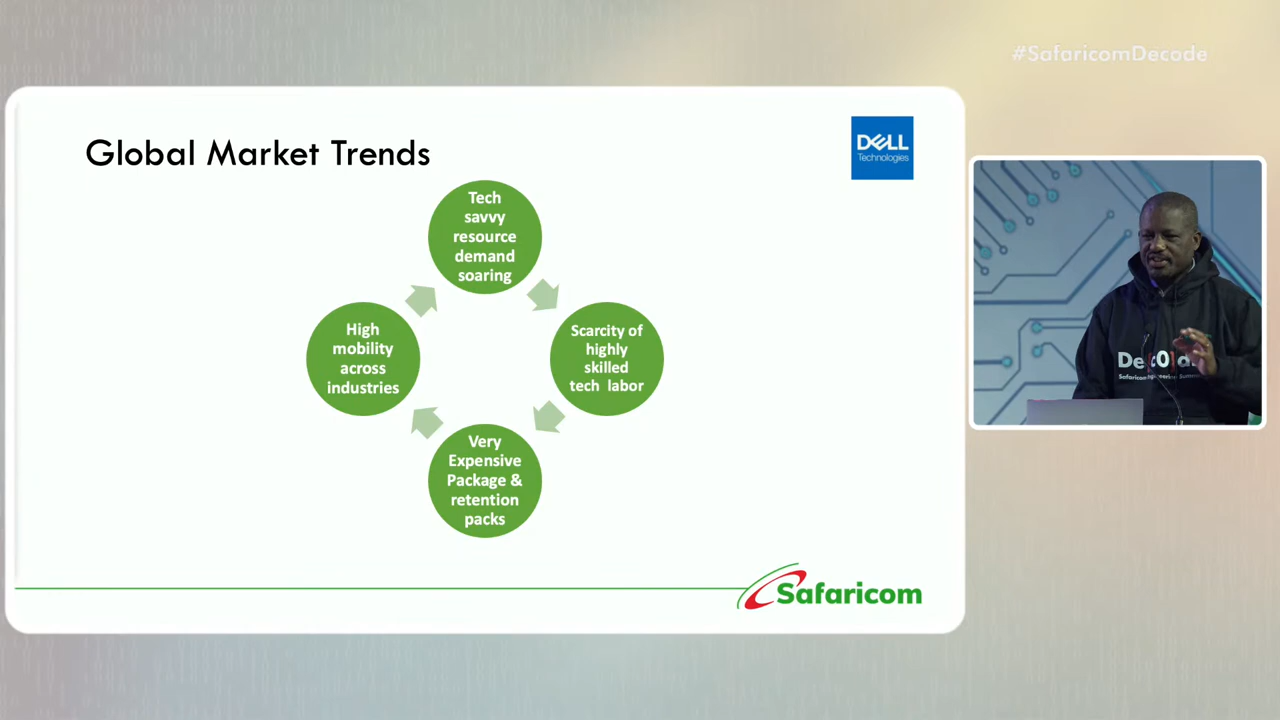 #SafaricomDecode
Global Market Trends
DELL
Technologies
Tech
savvy
resource
demand
soaring
Scarcity of
highly
skilled
tech labor
Very
Expensive
Package &
retention
packs
High
mobility
across
industries
Safaricom